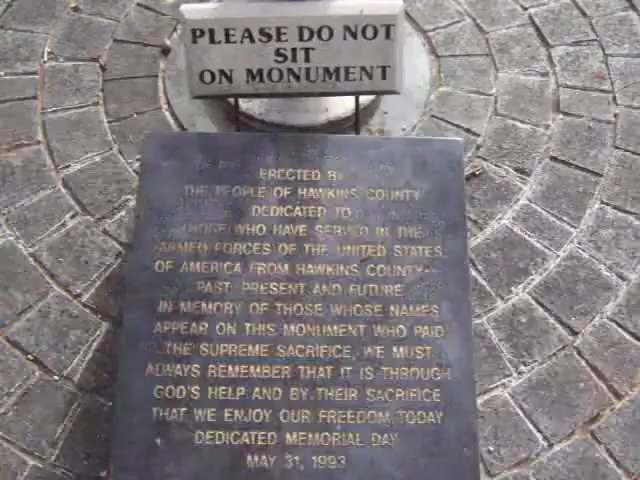 PLEASE DO NOT
SIT
ON MONUMENT
ERECTED BY
THE PEOPLE OF HAWKINS COUNTY
DEDICATED TO
THOSE WHO HAVE SERVED IN THE
ARMED FORCES OF THE UNITED STATES
OF AMERICA FROM HAWKINS COUNTY--
PAST, PRESENT AND FUTURE
IN MEMORY OF THOSE WHOSE NAMES
APPEAR ON THIS MONUMENT WHO PAID
THE SUPREME SACRIFICE, WE MUST
ALWAYS REMEMBER THAT IT IS THROUGH
GOD'S HELP AND BY THEIR SACRIFICE
THAT WE ENJOY OUR FREEDOM TODAY
DEDICATED MEMORIAL DAY
MAY 31, 1993